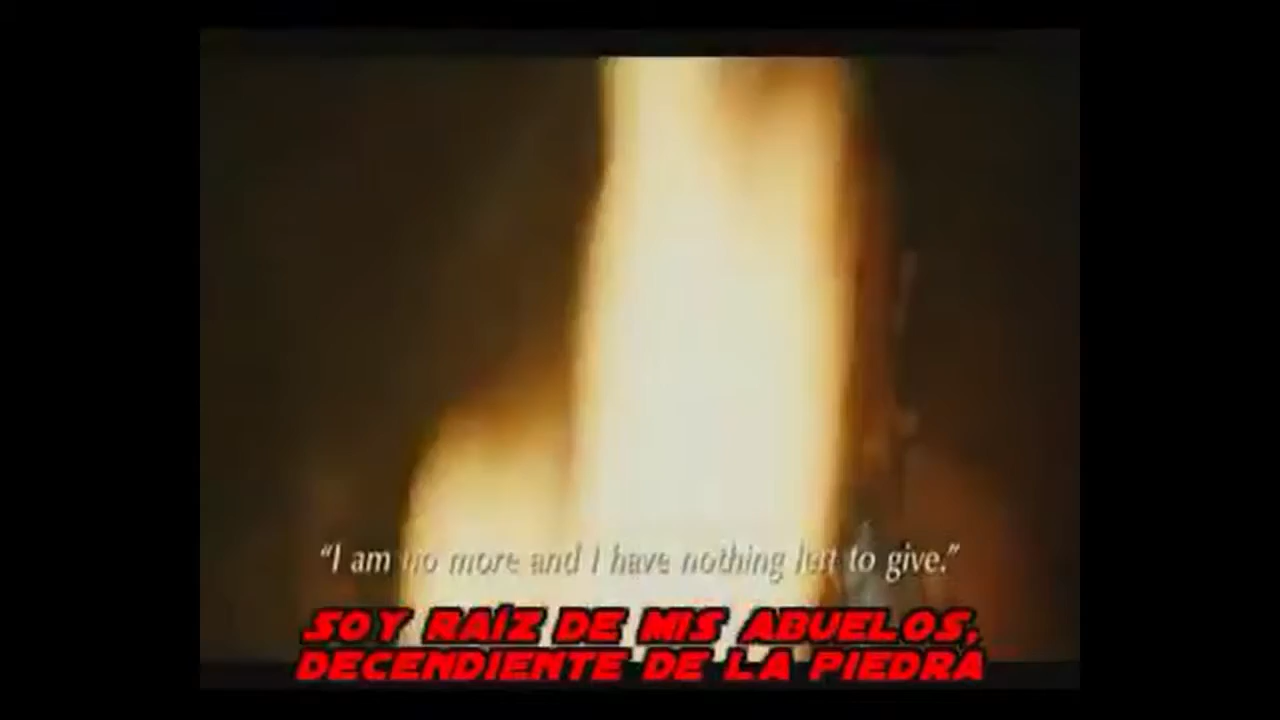 “I am no more and I have nothing left to give.”
SOY RAÍZ DE MIS ABUELOS,
DECENDIENTE DE LA PIEDRA